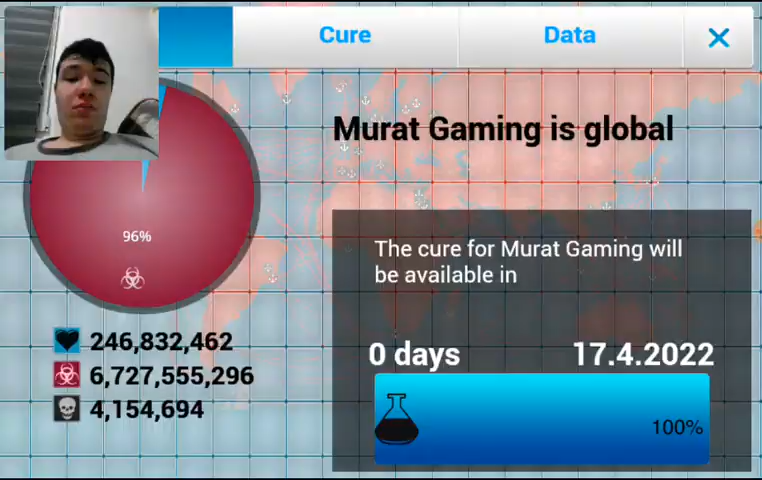 Cure
Data
Murat Gaming is global
96%
The cure for Murat Gaming will
be available in
0 days
17.4.2022
100%
246,832,462
6,727,555,296
4,154,694